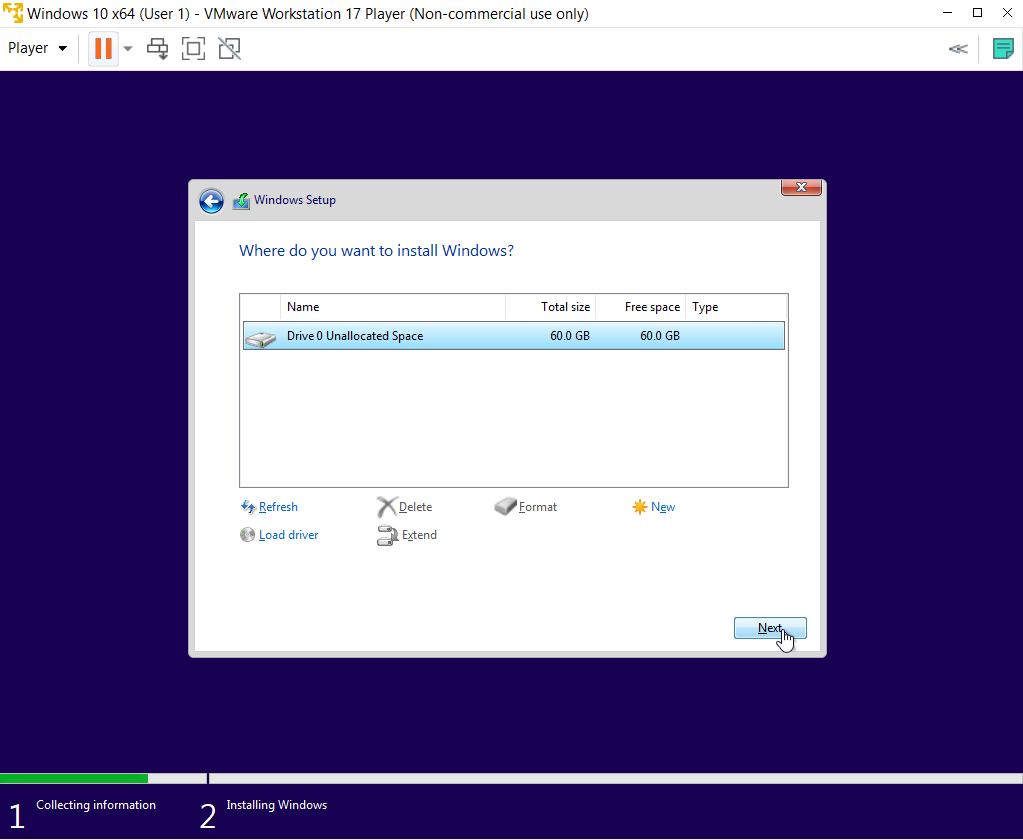 Windows 10 x64 (User 1) - VMware Workstation 17 Player (Non-commercial use only)
Player
Windows Setup
Where do you want to install Windows?
Name Total size Free space Type
Drive 0 Unallocated Space 60.0 GB 60.0 GB
Refresh Delete Format New
Load driver Extend
Next
1 Collecting information 2 Installing Windows